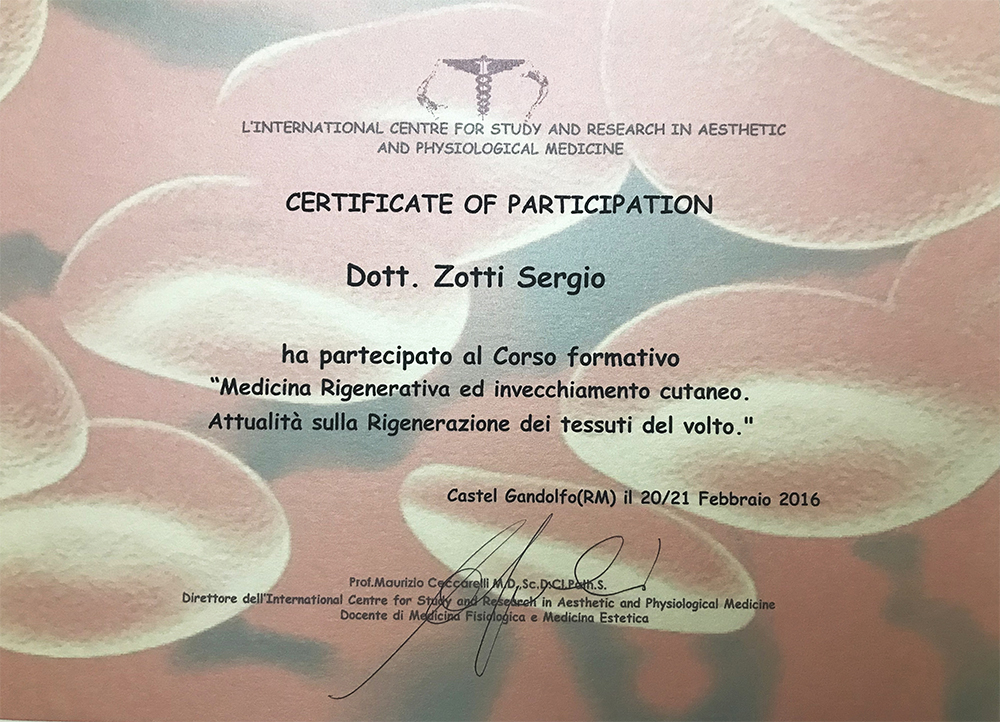 L'INTERNATIONAL CENTRE FOR STUDY AND RESEARCH IN AESTHETIC
AND PHYSIOLOGICAL MEDICINE
CERTIFICATE OF PARTICIPATION
Dott. Zotti Sergio
ha partecipato al Corso formativo
“Medicina Rigenerativa ed invecchiamento cutaneo.
Attualità sulla Rigenerazione dei tessuti del volto."
Castel Gandolfo(RM) il 20/21 Febbraio 2016
Prof.Maurizio Ceccarelli M.D.,Sc.D.,Cl.Path.S.
Direttore dell'International Centre for Study and Research in Aesthetic and Physiological Medicine
Docente di Medicina Fisiologica e Medicina Estetica